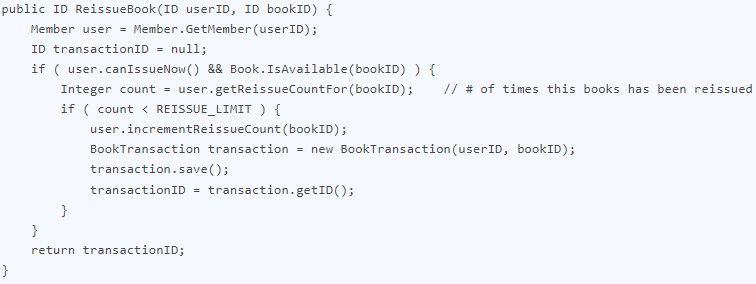 public ID ReissueBook(ID userID, ID bookID) {
    Member user = Member.GetMember(userID);
    ID transactionID = null;
    if ( user.canIssueNow() && Book.IsAvailable(bookID) ) {
        Integer count = user.getReissueCountFor(bookID);    // # of times this books has been reissued
        if ( count < REISSUE_LIMIT ) {
            user.incrementReissueCount(bookID);
            BookTransaction transaction = new BookTransaction(userID, bookID);
            transaction.save();
            transactionID = transaction.getID();
        }
    }
    return transactionID;
}